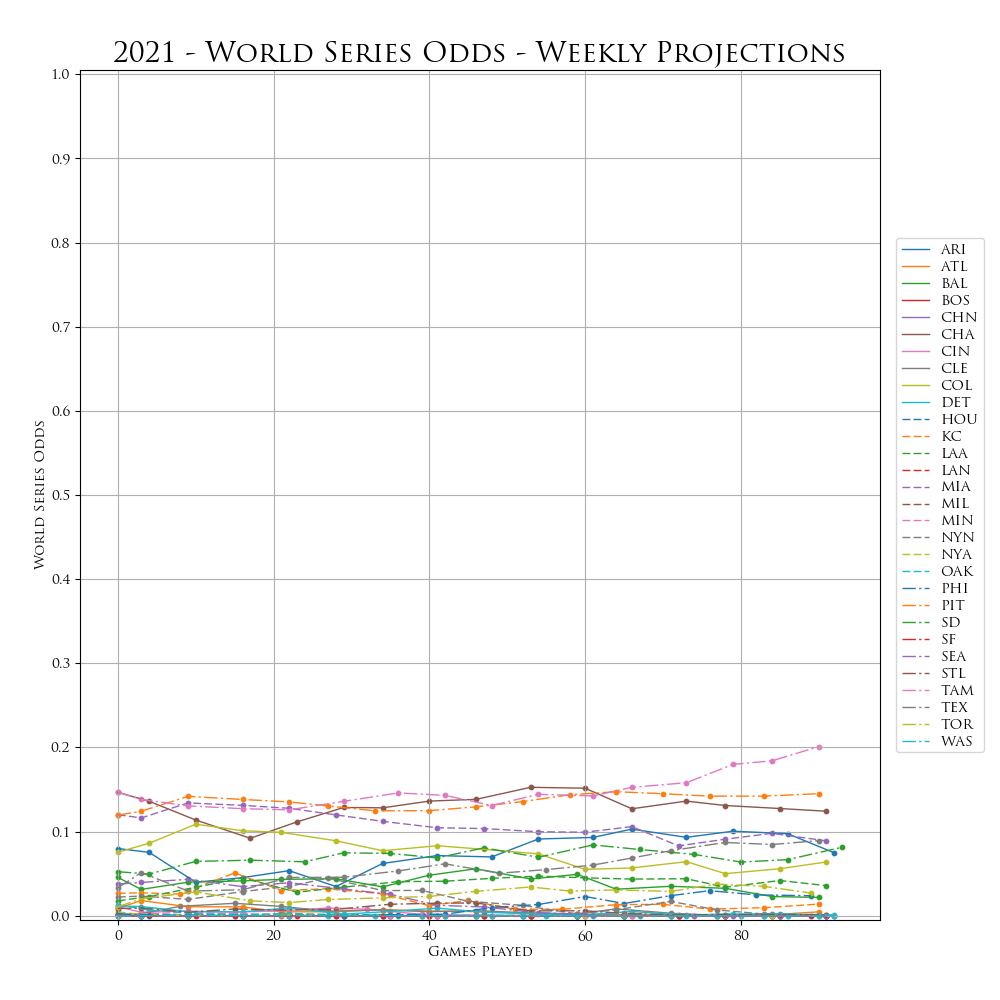 2021 - World Series Odds - Weekly Projections
1.0
0.9
0.8
0.7
0.6
0.5
0.4
0.3
0.2
0.1
0.0
World Series Odds
0 20 40 60 80
Games Played
ARI
ATL
BAL
BOS
CHN
CHA
CIN
CLE
COL
DET
HOU
KC
LAA
LAN
MIA
MIL
MIN
NYN
NYA
OAK
PHI
PIT
SD
SF
SEA
STL
TAM
TEX
TOR
WAS